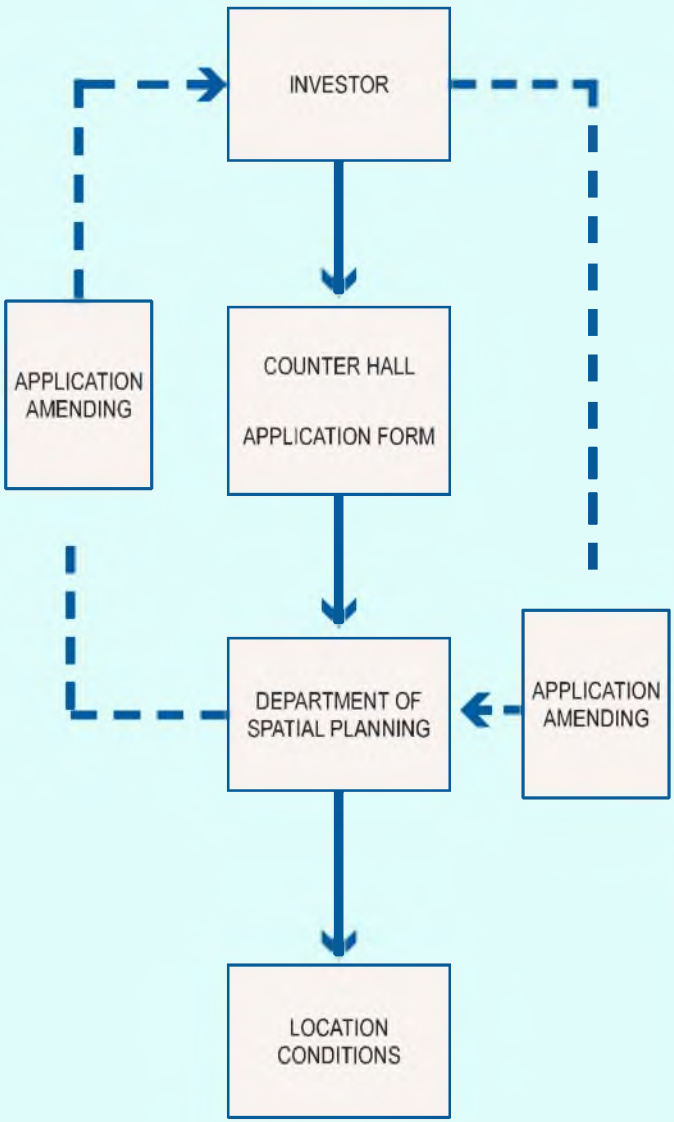 INVESTOR
COUNTER HALL
APPLICATION FORM
APPLICATION
AMENDING
DEPARTMENT OF
SPATIAL PLANNING
APPLICATION
AMENDING
LOCATION
CONDITIONS